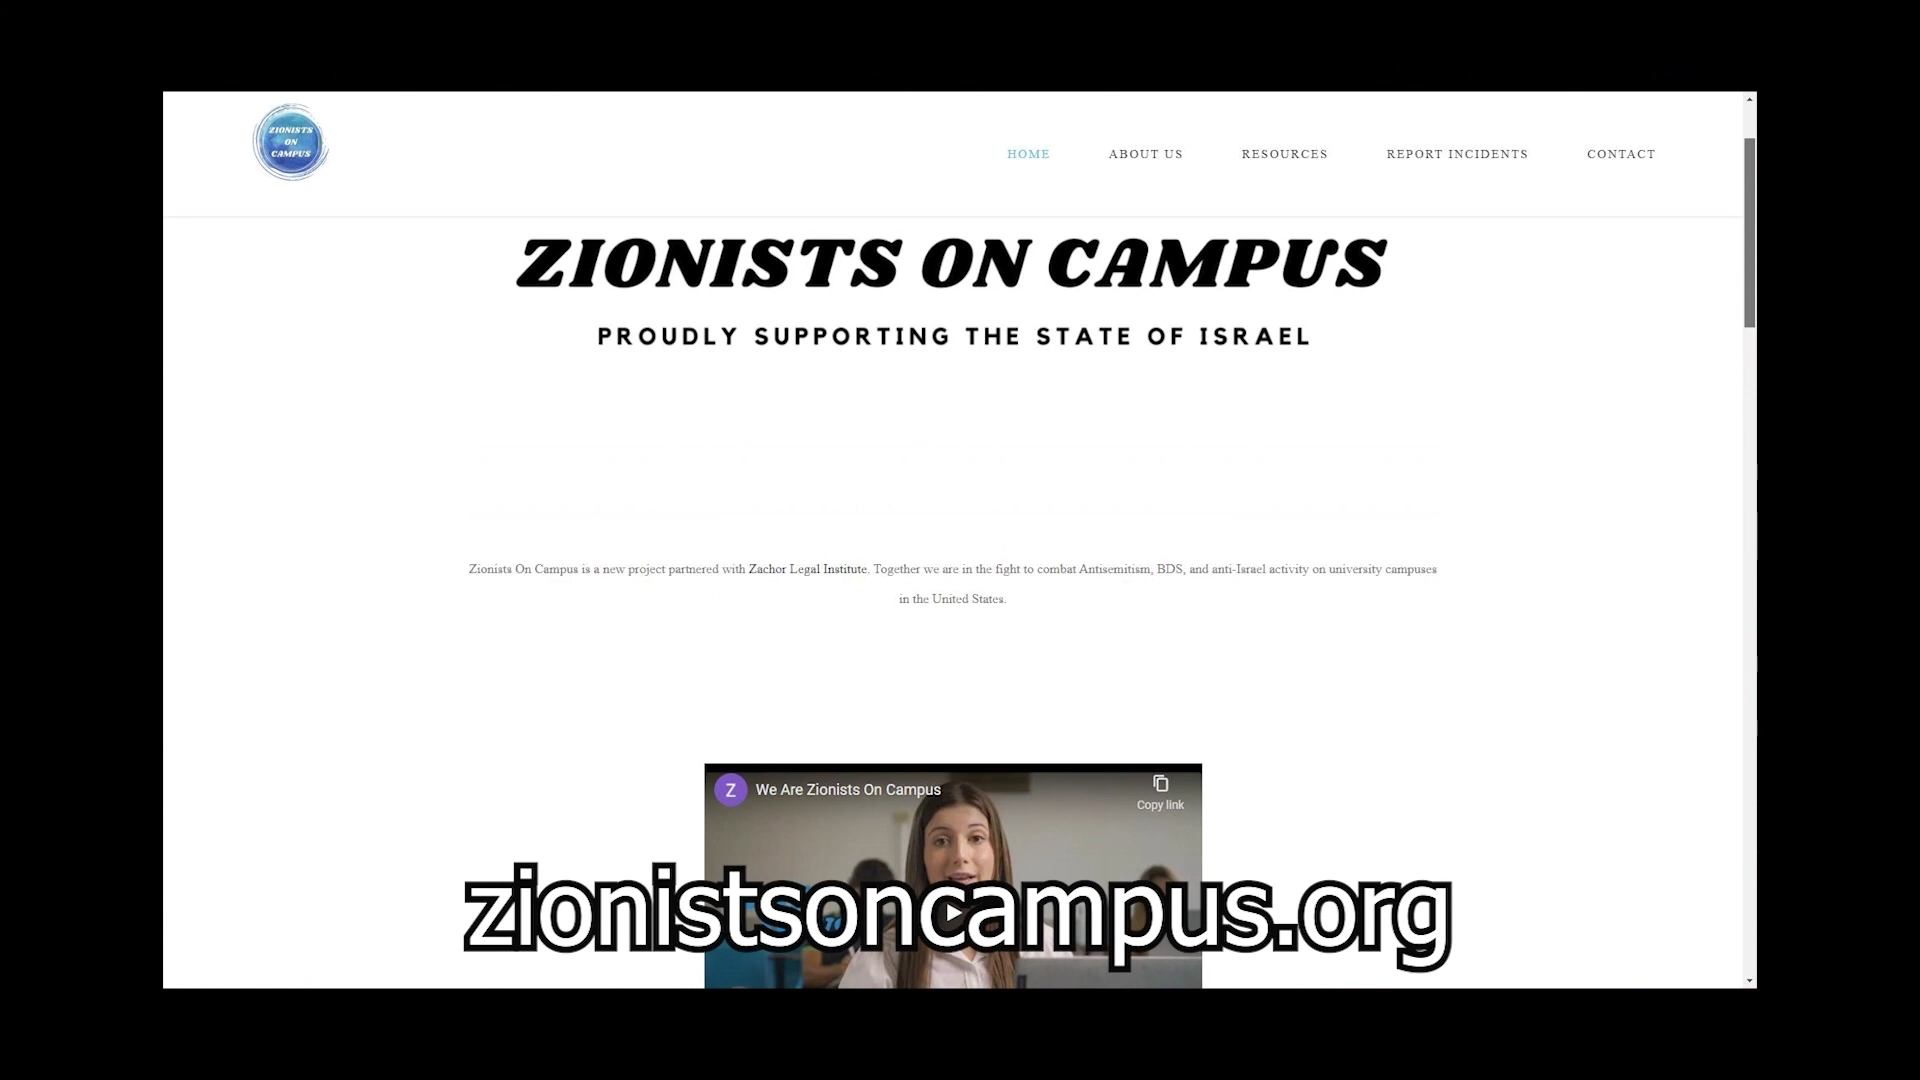 ZIONISTS
ON
CAMPUS
HOME
ABOUT US
RESOURCES
REPORT INCIDENTS
CONTACT
ZIONISTS ON CAMPUS
PROUDLY SUPPORTING THE STATE OF ISRAEL
Zionists On Campus is a new project partnered with Zachor Legal Institute. Together we are in the fight to combat Antisemitism, BDS, and anti-Israel activity on university campuses
in the United States.
Z
We Are Zionists On Campus
Copy link
zionistsoncampus.org